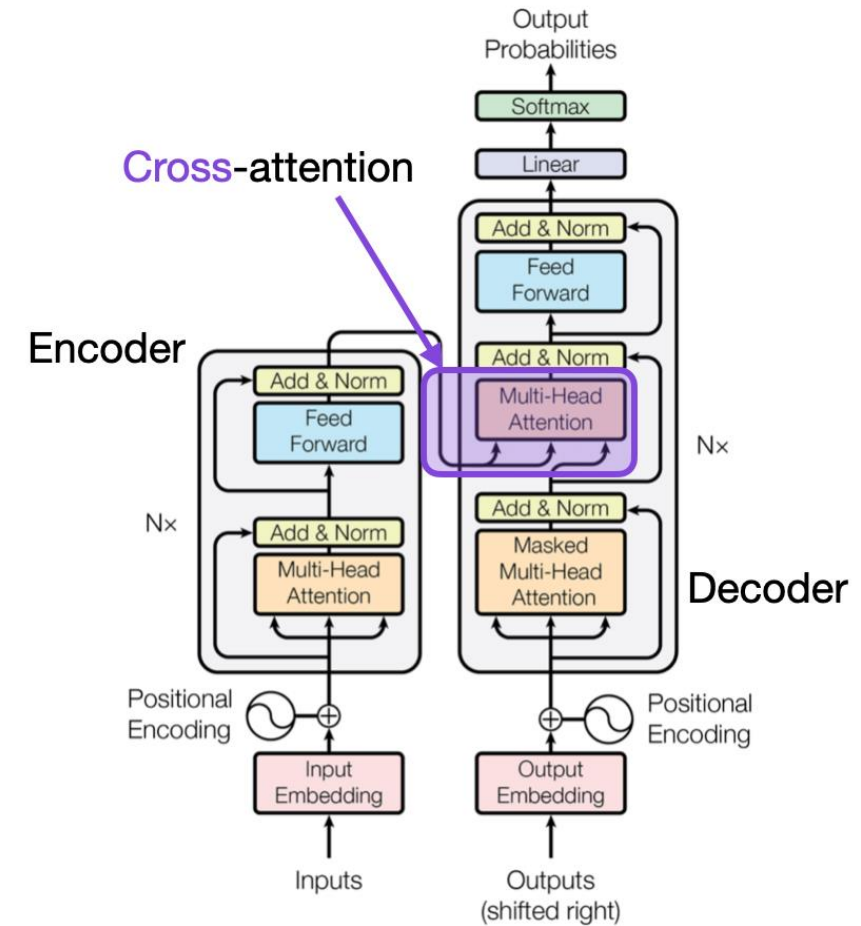 Output
Probabilities
Softmax
Linear
Cross-attention
Add & Norm
Feed
Forward
Add & Norm
Multi-Head
Attention
Nx
Add & Norm
Masked
Multi-Head
Attention
Decoder
Encoder
Add & Norm
Feed
Forward
Nx
Add & Norm
Multi-Head
Attention
Positional
Encoding
Positional
Encoding
Input
Embedding
Output
Embedding
Inputs
Outputs
(shifted right)